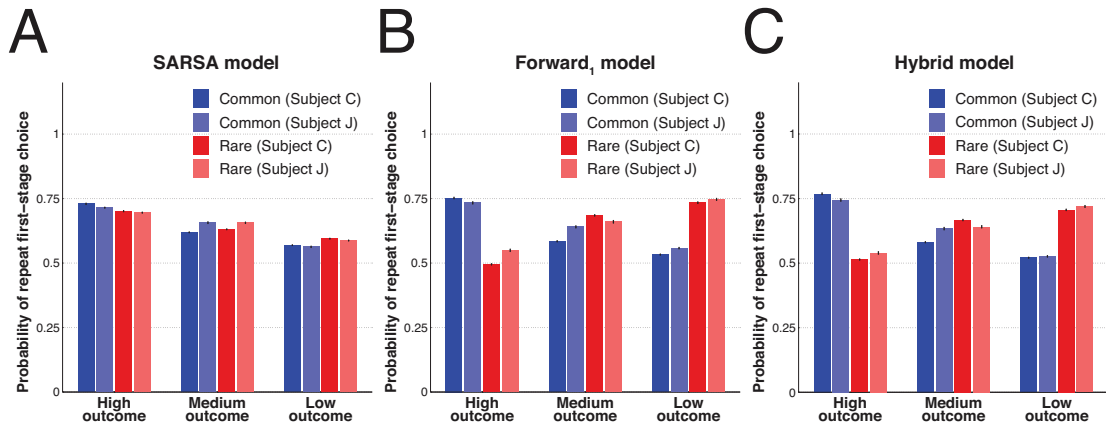 A
SARSA model
Probability of repeat first−stage choice
Common (Subject C)
Common (Subject J)
Rare (Subject C)
Rare (Subject J)
1
0.75
0.5
0.25
0
High outcome
Medium outcome
Low outcome
B
Forward1 model
Probability of repeat first−stage choice
Common (Subject C)
Common (Subject J)
Rare (Subject C)
Rare (Subject J)
1
0.75
0.5
0.25
0
High outcome
Medium outcome
Low outcome
C
Hybrid model
Probability of repeat first−stage choice
Common (Subject C)
Common (Subject J)
Rare (Subject C)
Rare (Subject J)
1
0.75
0.5
0.25
0
High outcome
Medium outcome
Low outcome